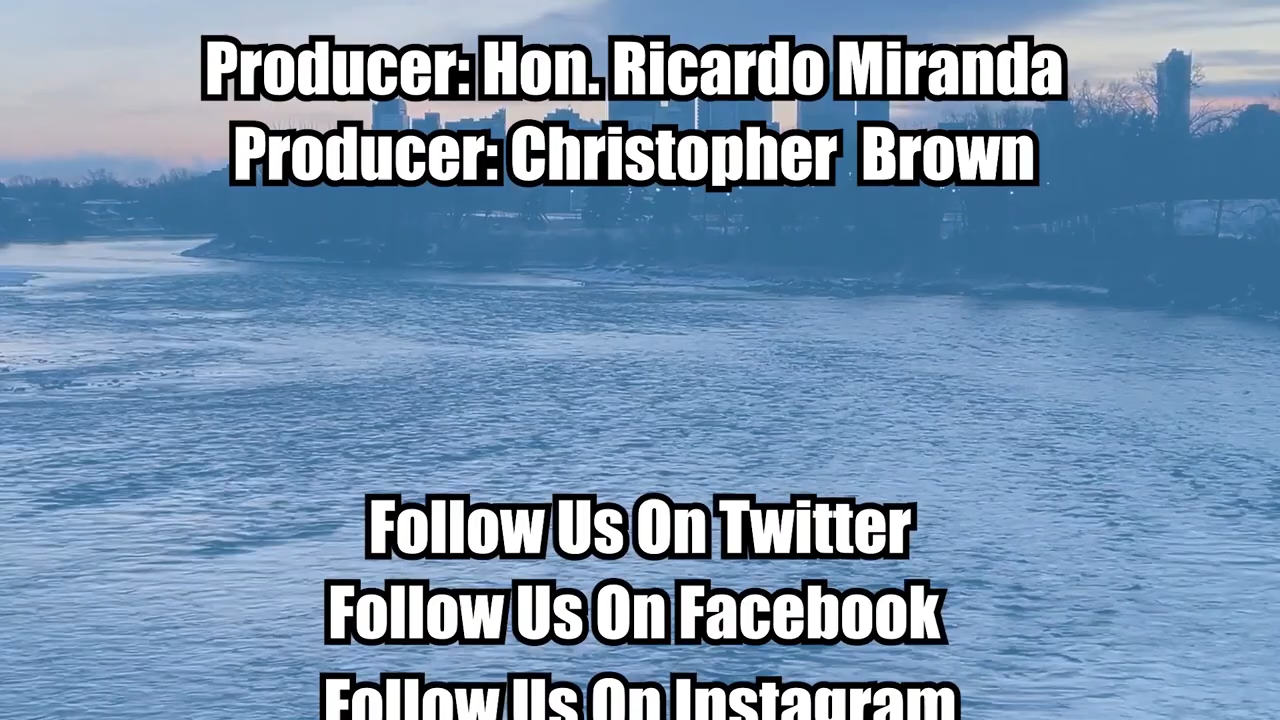 Producer: Hon. Ricardo Miranda
Producer: Christopher Brown
Follow Us On Twitter
Follow Us On Facebook
Follow Us On Instagram